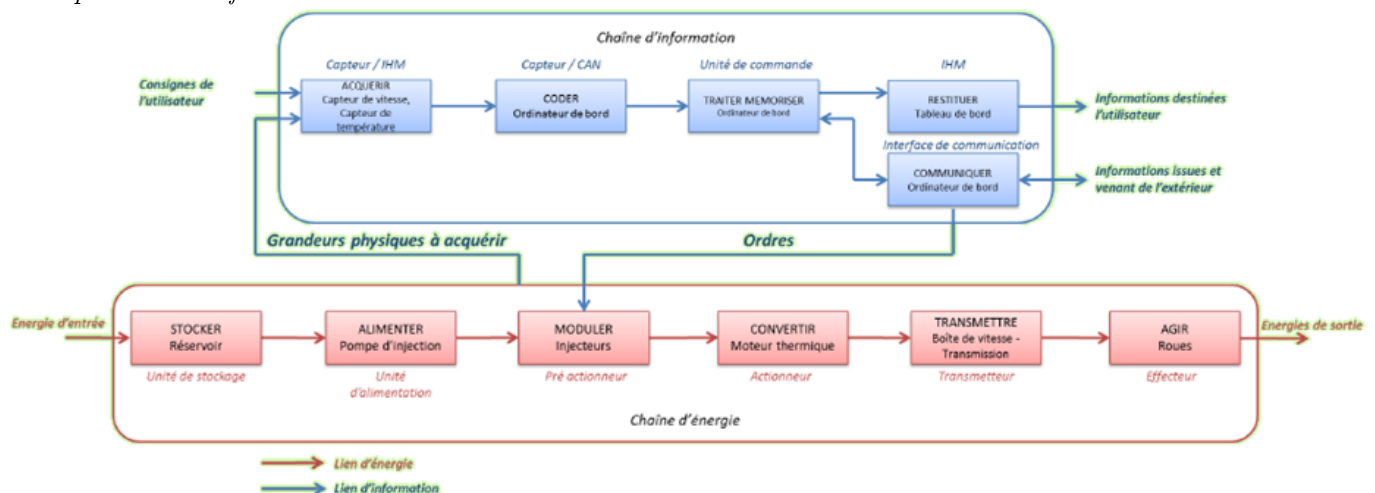 Chaîne d'information
Capteur / IHM
Capteur / CAN
Unité de commande
IHM
Consignes de
l'utilisateur
ACQUERIR
Capteur de vitesse,
Capteur de
température
CODER
Ordinateur de bord
TRAITER MEMORISER
Ordinateur de bord
RESTITUER
Tableau de bord
Informations destinées
l'utilisateur
Interface de communication
COMMUNIQUER
Ordinateur de bord
Informations issues et
venant de l'extérieur
Grandeurs physiques à acquérir
Ordres
Energie d'entrée
STOCKER
Réservoir
ALIMENTER
Pompe d'injection
MODULER
Injecteurs
CONVERTIR
Moteur thermique
TRANSMETTRE
Boîte de vitesse -
Transmission
AGIR
Roues
Energies de sortie
Unité de stockage
Unité
d'alimentation
Pré actionneur
Actionneur
Transmetteur
Effecteur
Chaîne d'énergie
Lien d'énergie
Lien d'information